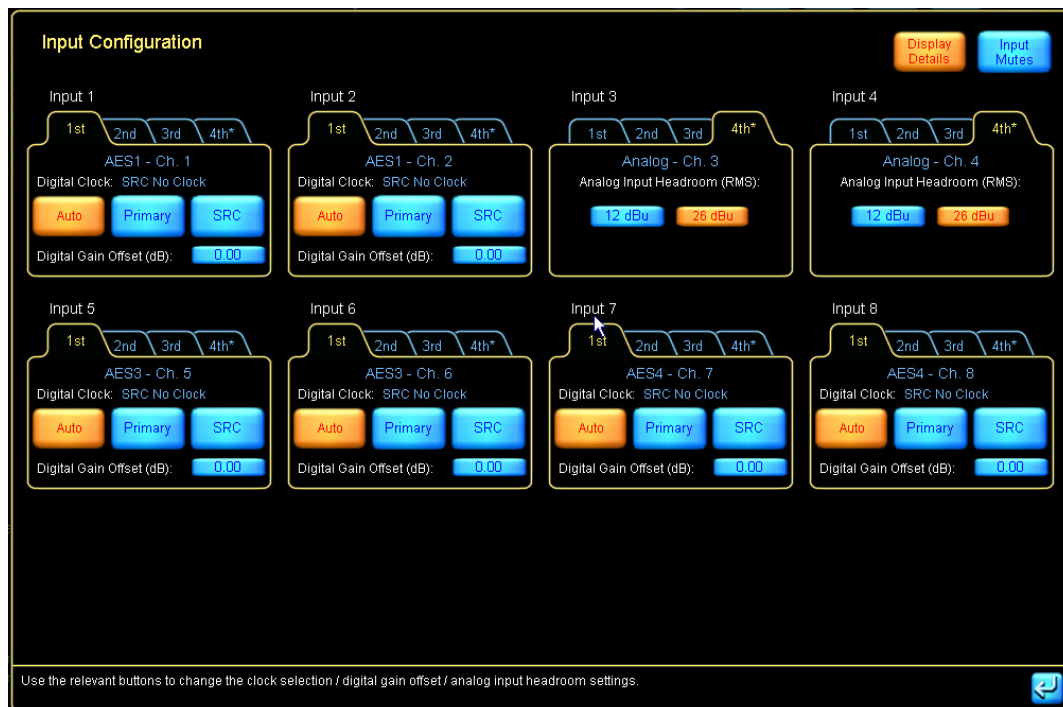 Input Configuration
Display Details
Input Mutes
Input 1
1st 2nd 3rd 4th*
AES1 - Ch. 1
Digital Clock: SRC No Clock
Auto Primary SRC
Digital Gain Offset (dB): 0.00
Input 2
1st 2nd 3rd 4th*
AES1 - Ch. 2
Digital Clock: SRC No Clock
Auto Primary SRC
Digital Gain Offset (dB): 0.00
Input 3
1st 2nd 3rd 4th*
Analog - Ch. 3
Analog Input Headroom (RMS):
12 dBu 26 dBu
Input 4
1st 2nd 3rd 4th*
Analog - Ch. 4
Analog Input Headroom (RMS):
12 dBu 26 dBu
Input 5
1st 2nd 3rd 4th*
AES3 - Ch. 5
Digital Clock: SRC No Clock
Auto Primary SRC
Digital Gain Offset (dB): 0.00
Input 6
1st 2nd 3rd 4th*
AES3 - Ch. 6
Digital Clock: SRC No Clock
Auto Primary SRC
Digital Gain Offset (dB): 0.00
Input 7
1st 2nd 3rd 4th*
AES4 - Ch. 7
Digital Clock: SRC No Clock
Auto Primary SRC
Digital Gain Offset (dB): 0.00
Input 8
1st 2nd 3rd 4th*
AES4 - Ch. 8
Digital Clock: SRC No Clock
Auto Primary SRC
Digital Gain Offset (dB): 0.00
Use the relevant buttons to change the clock selection / digital gain offset / analog input headroom settings.